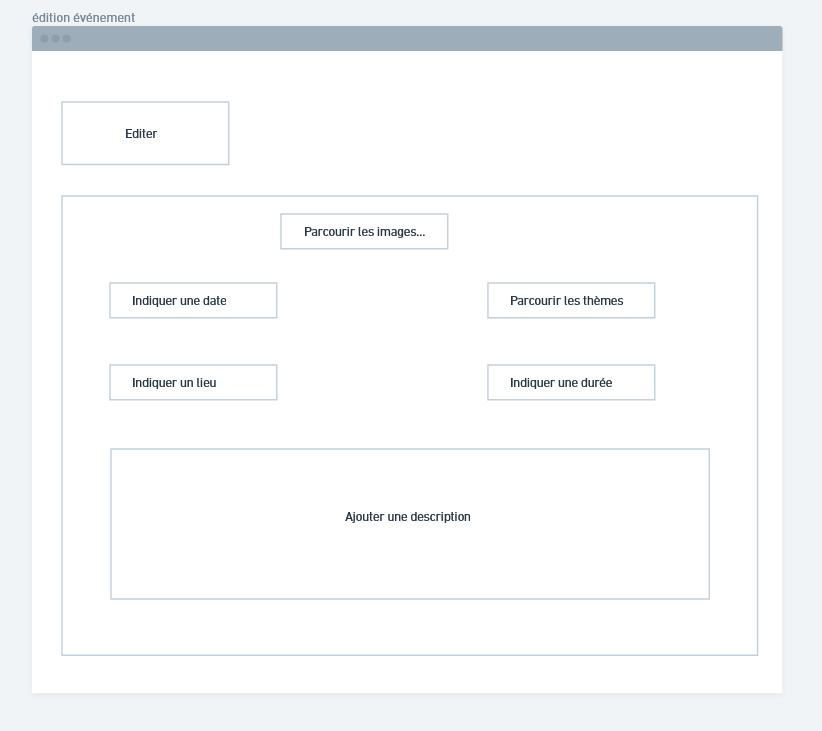 édition événement
Editer
Parcourir les images...
Indiquer une date
Parcourir les thèmes
Indiquer un lieu
Indiquer une durée
Ajouter une description